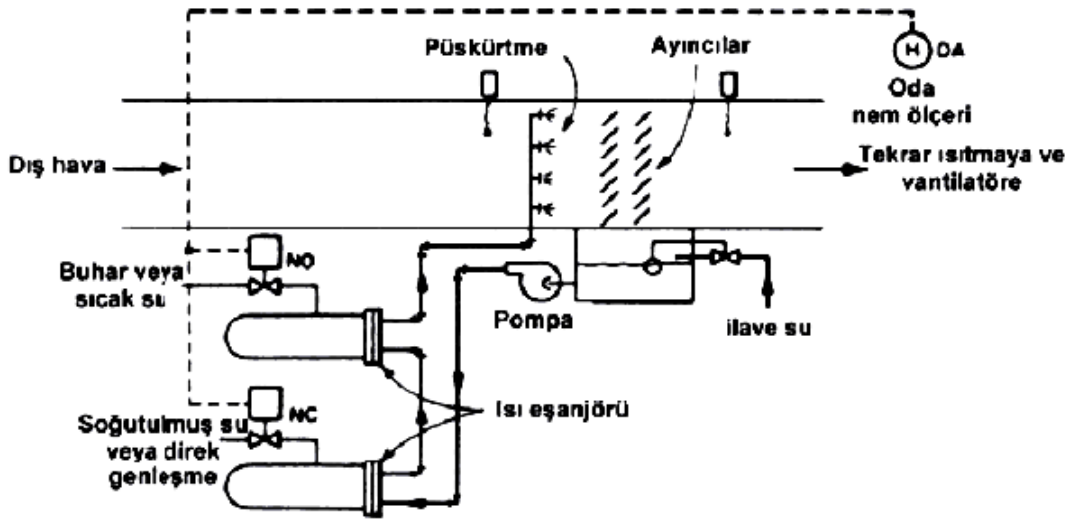 Püskürtme
Ayırıcılar
H DA
Oda
nem ölçeri
Dış hava
Tekrar ısıtmaya ve
vantilatöre
NO
Buhar veya
sıcak su
Pompa
ilave su
NC
Isı eşanjörü
Soğutulmuş su
veya direk
genleşme